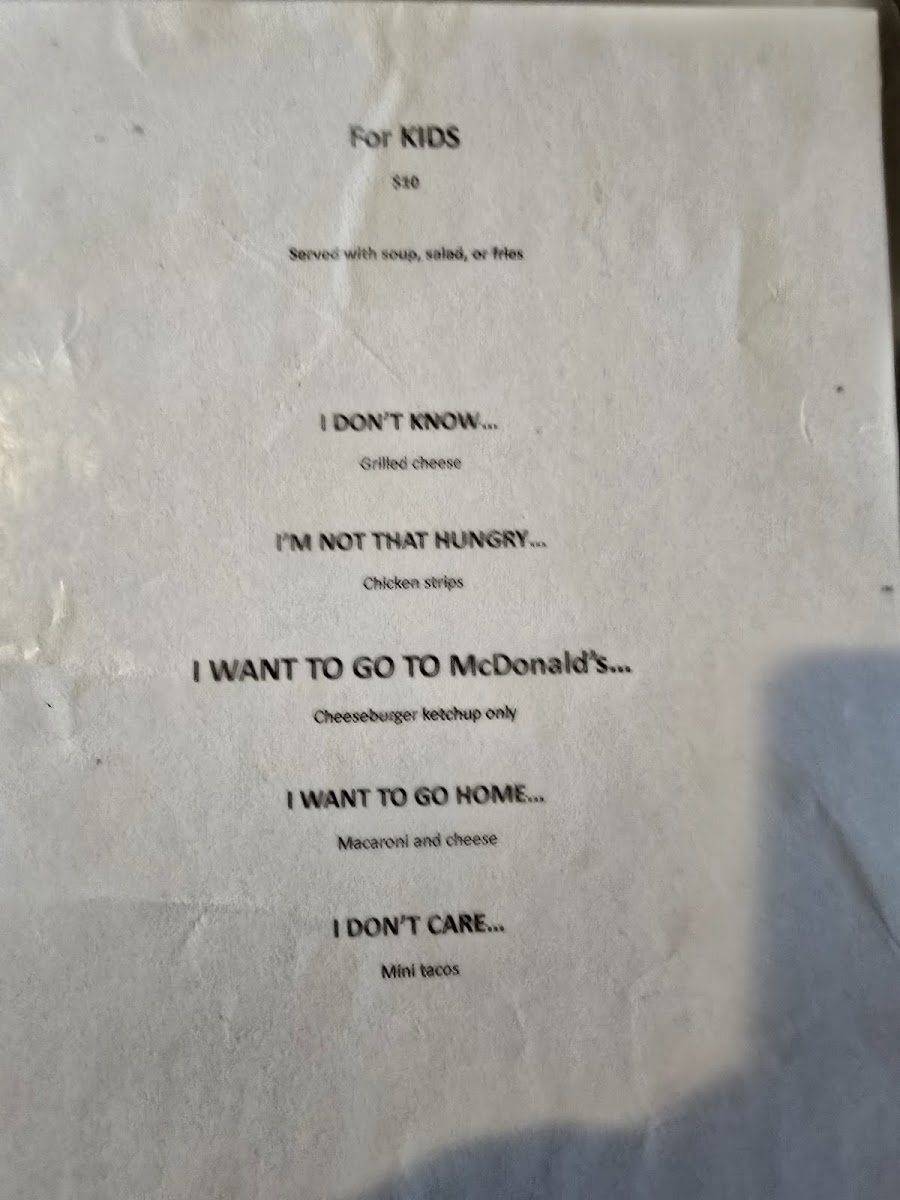 For KIDS
$10
Served with soup, salad, or fries
I DON'T KNOW...
Grilled cheese
I'M NOT THAT HUNGRY...
Chicken strips
I WANT TO GO TO McDonald's...
Cheeseburger ketchup only
I WANT TO GO HOME...
Macaroni and cheese
I DON'T CARE...
Mini tacos